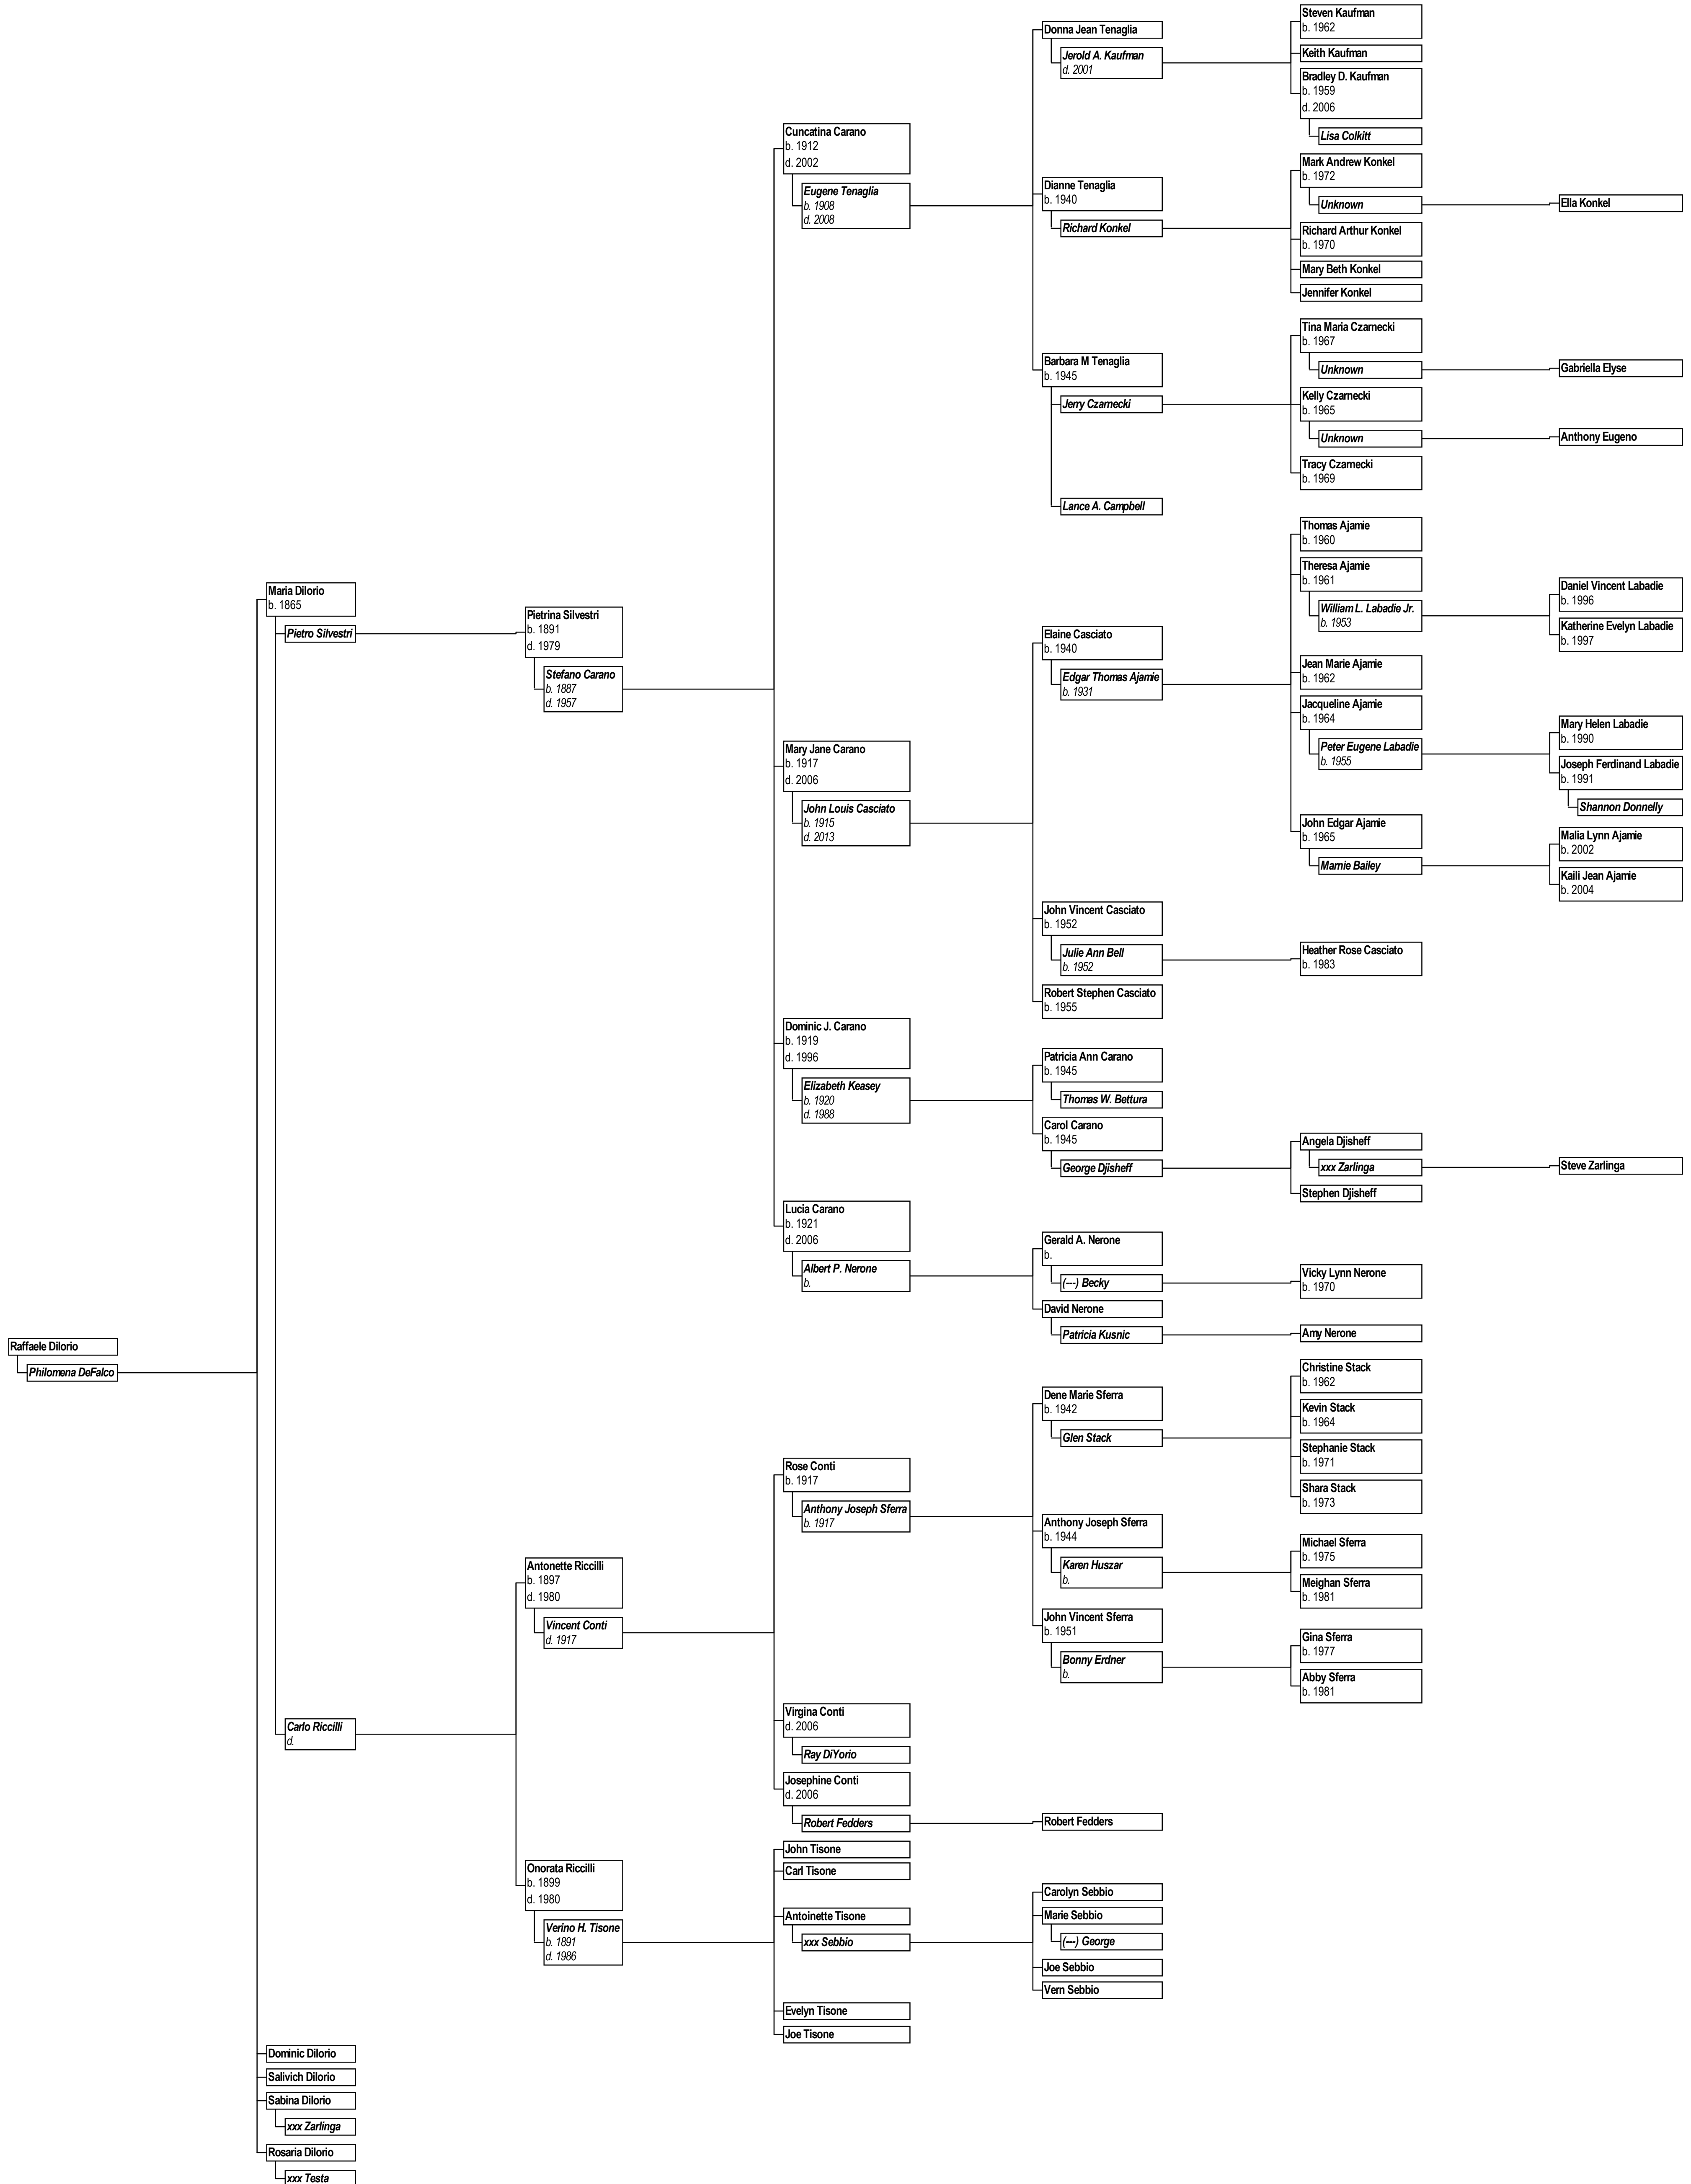 Raffaele DiIorio
Philomena DeFalco
Maria DiIorio
b. 1865
Pietro Silvestri
Pietrina Silvestri
b. 1891
d. 1979
Stefano Carano
b. 1887
d. 1957
Cuncatina Carano
b. 1912
d. 2002
Eugene Tenaglia
b. 1908
d. 2008
Donna Jean Tenaglia
Jerold A. Kaufman
d. 2001
Steven Kaufman
b. 1962
Keith Kaufman
Bradley D. Kaufman
b. 1959
d. 2006
Lisa Colkitt
Dianne Tenaglia
b. 1940
Richard Konkel
Mark Andrew Konkel
b. 1972
Unknown
Ella Konkel
Richard Arthur Konkel
b. 1970
Mary Beth Konkel
Jennifer Konkel
Barbara M Tenaglia
b. 1945
Jerry Czarnecki
Tina Maria Czarnecki
b. 1967
Unknown
Gabriella Elyse
Kelly Czarnecki
b. 1965
Unknown
Anthony Eugeno
Tracy Czarnecki
b. 1969
Lance A. Campbell
Mary Jane Carano
b. 1917
d. 2006
John Louis Casciato
b. 1915
d. 2013
Elaine Casciato
b. 1940
Edgar Thomas Ajamie
b. 1931
Thomas Ajamie
b. 1960
Theresa Ajamie
b. 1961
William L. Labadie Jr.
b. 1953
Daniel Vincent Labadie
b. 1996
Katherine Evelyn Labadie
b. 1997
Jean Marie Ajamie
b. 1962
Jacqueline Ajamie
b. 1964
Peter Eugene Labadie
b. 1955
Mary Helen Labadie
b. 1990
Joseph Ferdinand Labadie
b. 1991
Shannon Donnelly
John Edgar Ajamie
b. 1965
Marnie Bailey
Malia Lynn Ajamie
b. 2002
Kaili Jean Ajamie
b. 2004
John Vincent Casciato
b. 1952
Julie Ann Bell
b. 1952
Heather Rose Casciato
b. 1983
Robert Stephen Casciato
b. 1955
Dominic J. Carano
b. 1919
d. 1996
Elizabeth Keasey
b. 1920
d. 1988
Patricia Ann Carano
b. 1945
Thomas W. Bettura
Carol Carano
b. 1945
George Djisheff
Angela Djisheff
xxx Zarlinga
Steve Zarlinga
Stephen Djisheff
Lucia Carano
b. 1921
d. 2006
Albert P. Nerone
b.
Gerald A. Nerone
b.
(---) Becky
Vicky Lynn Nerone
b. 1970
David Nerone
Patricia Kusnic
Amy Nerone
Carlo Riccilli
d.
Antonette Riccilli
b. 1897
d. 1980
Vincent Conti
d. 1917
Rose Conti
b. 1917
Anthony Joseph Sferra
b. 1917
Dene Marie Sferra
b. 1942
Glen Stack
Christine Stack
b. 1962
Kevin Stack
b. 1964
Stephanie Stack
b. 1971
Shara Stack
b. 1973
Anthony Joseph Sferra
b. 1944
Karen Huszar
b.
Michael Sferra
b. 1975
Meighan Sferra
b. 1981
John Vincent Sferra
b. 1951
Bonny Erdner
b.
Gina Sferra
b. 1977
Abby Sferra
b. 1981
Virgina Conti
d. 2006
Ray DiYorio
Josephine Conti
d. 2006
Robert Fedders
Robert Fedders
Onorata Riccilli
b. 1899
d. 1980
Verino H. Tisone
b. 1891
d. 1986
John Tisone
Carl Tisone
Antoinette Tisone
xxx Sebbio
Carolyn Sebbio
Marie Sebbio
(---) George
Joe Sebbio
Vern Sebbio
Evelyn Tisone
Joe Tisone
Dominic DiIorio
Salivich DiIorio
Sabina DiIorio
xxx Zarlinga
Rosaria DiIorio
xxx Testa